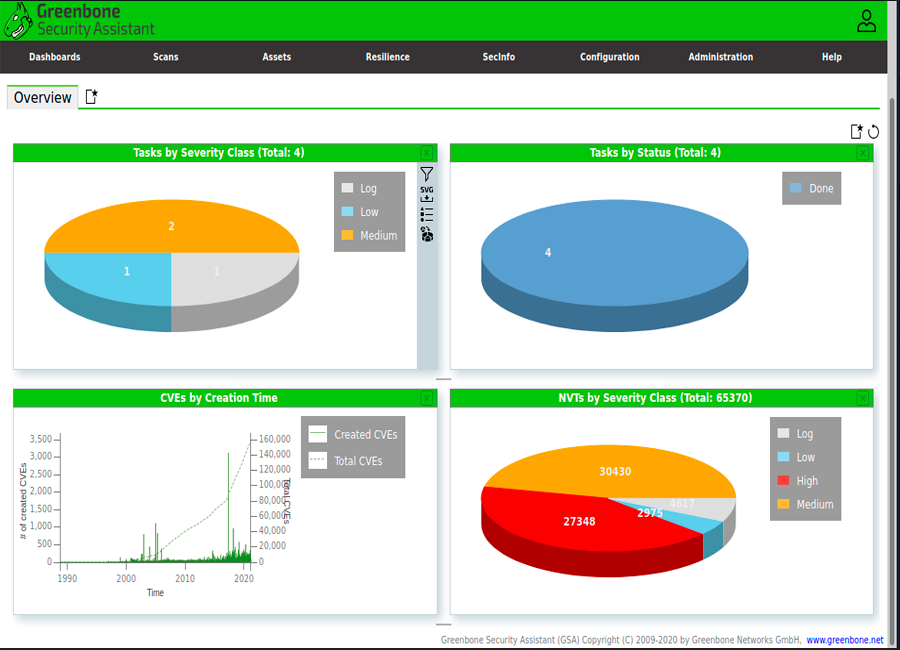 Greenbone
Security Assistant
Dashboards Scans Assets Resilience SecInfo Configuration Administration Help
Overview
Tasks by Severity Class (Total: 4)
2
1
1
Log
Low
Medium
SVG
Tasks by Status (Total: 4)
4
Done
CVEs by Creation Time
# of created CVEs
3,500
3,000
2,500
2,000
1,500
1,000
500
0
160,000
140,000
120,000
100,000
80,000
60,000
40,000
20,000
0
Total CVEs
1990 2000 2010 2020
Time
Created CVEs
Total CVEs
NVTs by Severity Class (Total: 65370)
30430
4617
2975
27348
Log
Low
High
Medium
Greenbone Security Assistant (GSA) Copyright (C) 2009-2020 by Greenbone Networks GmbH, www.greenbone.net